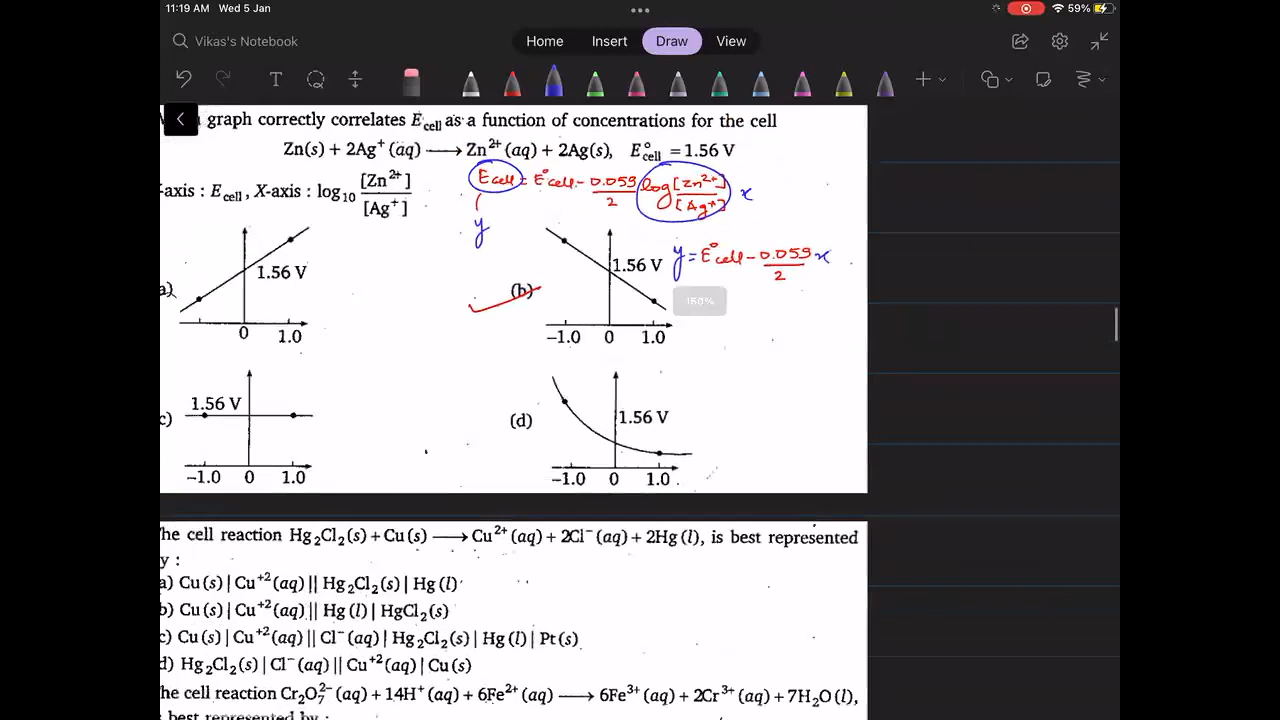 11:19 AM Wed 5 Jan
59%
Vikas's Notebook
Home Insert Draw View
graph correctly correlates E cell as a function of concentrations for the cell
Zn(s) + 2Ag⁺(aq) ⟶ Zn²⁺(aq) + 2Ag(s), E°cell = 1.56 V
-axis : E cell, X-axis : log₁₀ [Zn²⁺]/[Ag⁺]
Ecell = E°cell - 0.059/2 log [Zn²⁺]/[Ag⁺] x
y
y = E°cell - 0.059/2 x
150%
a)
1.56 V
0 1.0
(b)
1.56 V
-1.0 0 1.0
c)
1.56 V
-1.0 0 1.0
(d)
1.56 V
-1.0 0 1.0
he cell reaction Hg₂Cl₂(s) + Cu(s) ⟶ Cu²⁺(aq) + 2Cl⁻(aq) + 2Hg(l), is best represented
y :
a) Cu(s) | Cu⁺²(aq) || Hg₂Cl₂(s) | Hg(l)
b) Cu(s) | Cu⁺²(aq) || Hg(l) | HgCl₂(s)
c) Cu(s) | Cu⁺²(aq) || Cl⁻(aq) | Hg₂Cl₂(s) | Hg(l) | Pt(s)
d) Hg₂Cl₂(s) | Cl⁻(aq) || Cu⁺²(aq) | Cu(s)
he cell reaction Cr₂O₇²⁻(aq) + 14H⁺(aq) + 6Fe²⁺(aq) ⟶ 6Fe³⁺(aq) + 2Cr³⁺(aq) + 7H₂O(l),
best represented by :